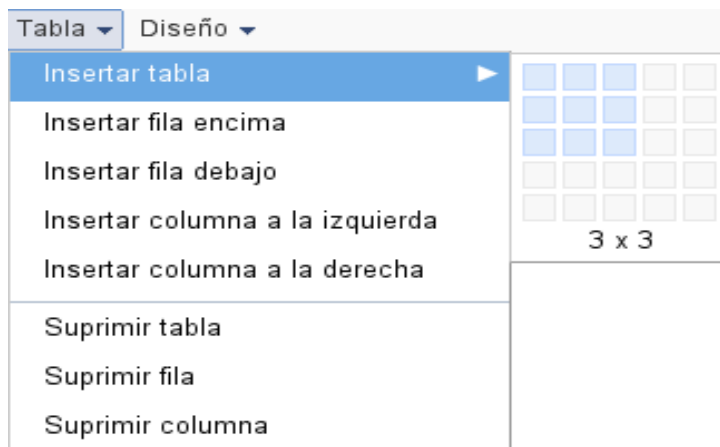 Tabla Diseño
Insertar tabla
Insertar fila encima
Insertar fila debajo
Insertar columna a la izquierda
3 x 3
Insertar columna a la derecha
Suprimir tabla
Suprimir fila
Suprimir columna